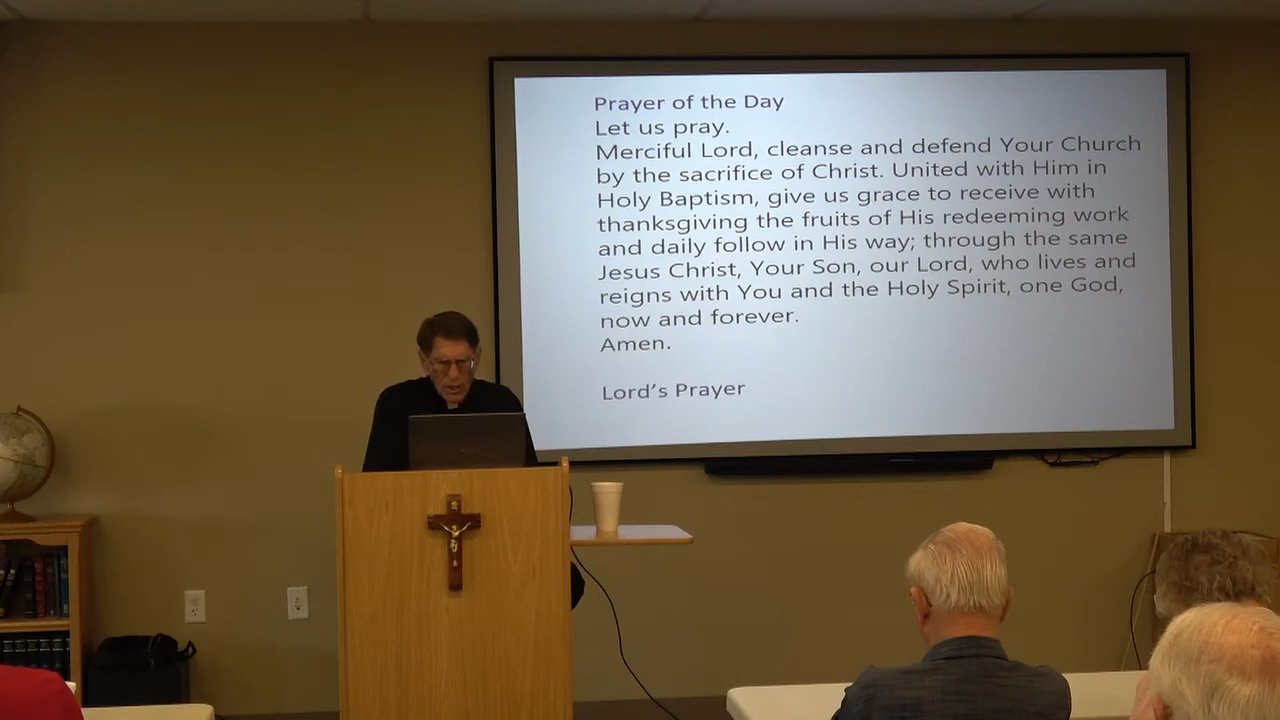 Prayer of the Day
Let us pray.
Merciful Lord, cleanse and defend Your Church
by the sacrifice of Christ. United with Him in
Holy Baptism, give us grace to receive with
thanksgiving the fruits of His redeeming work
and daily follow in His way; through the same
Jesus Christ, Your Son, our Lord, who lives and
reigns with You and the Holy Spirit, one God,
now and forever.
Amen.
Lord's Prayer